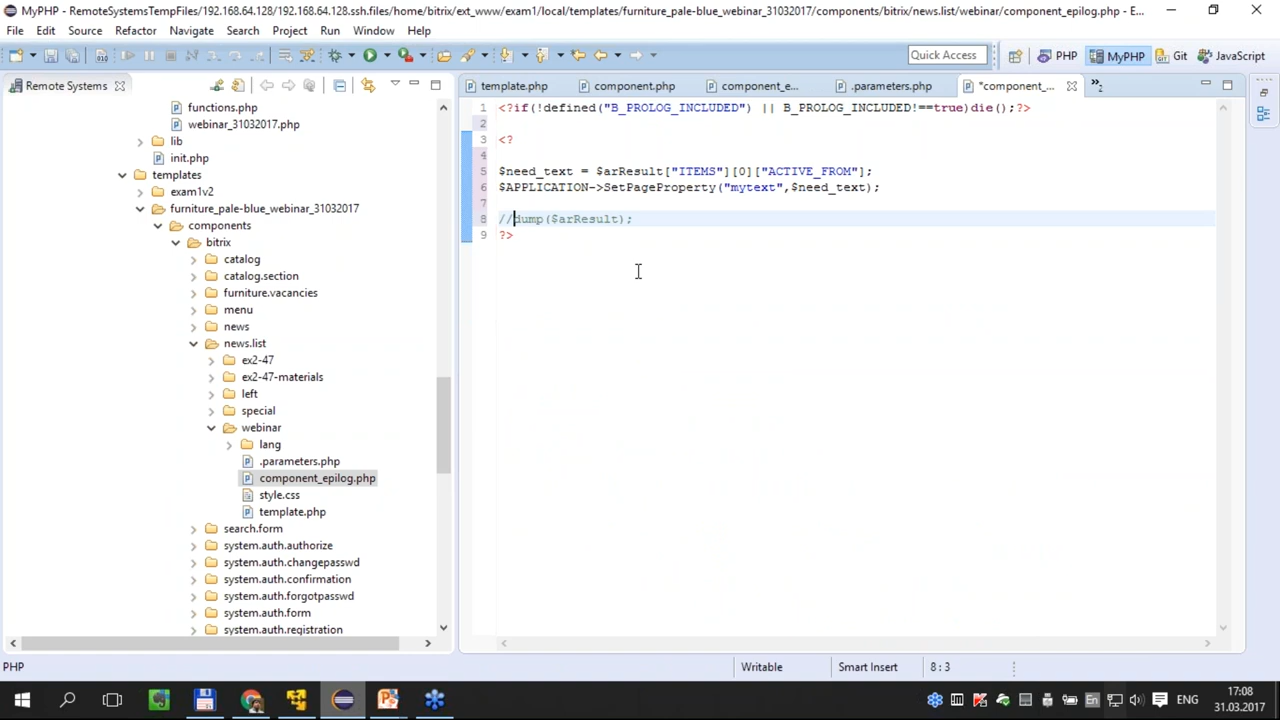 MyPHP - RemoteSystemsTempFiles/192.168.64.128/192.168.64.128.ssh.files/home/bitrix/ext_www/exam1/local/templates/furniture_pale-blue_webinar_31032017/components/bitrix/news.list/webinar/component_epilog.php - E...
File Edit Source Refactor Navigate Search Project Run Window Help
Quick Access PHP MyPHP Git JavaScript
Remote Systems
template.php component.php component_e... .parameters.php *component_... »2
functions.php
webinar_31032017.php
lib
init.php
templates
exam1v2
furniture_pale-blue_webinar_31032017
components
bitrix
catalog
catalog.section
furniture.vacancies
menu
news
news.list
ex2-47
ex2-47-materials
left
special
webinar
lang
.parameters.php
component_epilog.php
style.css
template.php
search.form
system.auth.authorize
system.auth.changepasswd
system.auth.confirmation
system.auth.forgotpasswd
system.auth.form
system.auth.registration
1 <?if(!defined("B_PROLOG_INCLUDED") || B_PROLOG_INCLUDED!==true)die();?>
2
3 <?
4
5 $need_text = $arResult["ITEMS"][0]["ACTIVE_FROM"];
6 $APPLICATION->SetPageProperty("mytext",$need_text);
7
8 //dump($arResult);
9 ?>
PHP Writable Smart Insert 8 : 3
En ENG 17:08
31.03.2017